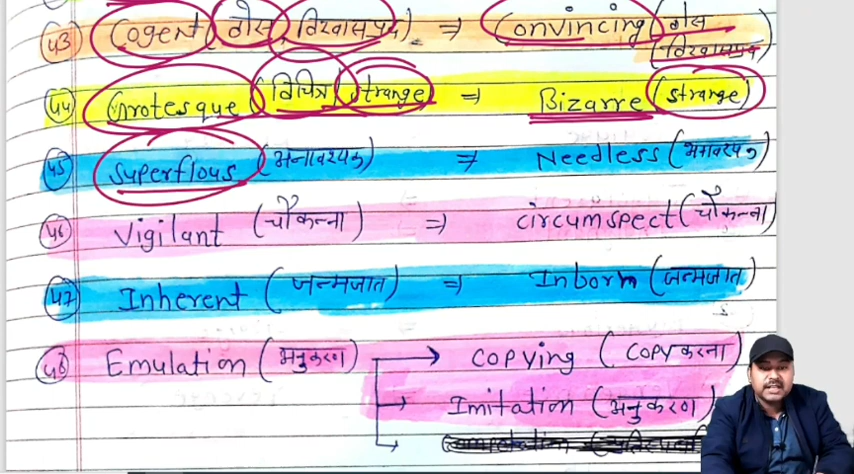 43 Cogent (ठोस, विश्वासप्रद) ⇒ Convincing (ठोस
(विश्वासप्रद)
44 Grotesque (विचित्र, strange) ⇒ Bizarre (strange)
45 Superflous (अनावश्यक) ⇒ Needless (अनावश्यक)
46 Vigilant (चौकन्ना) ⇒ circumspect (चौकन्ना)
47 Inherent (जन्मजात) ⇒ Inborn (जन्मजात)
48 Emulation (अनुकरण) → Copying (Copy करना)
→ Imitation (अनुकरण)